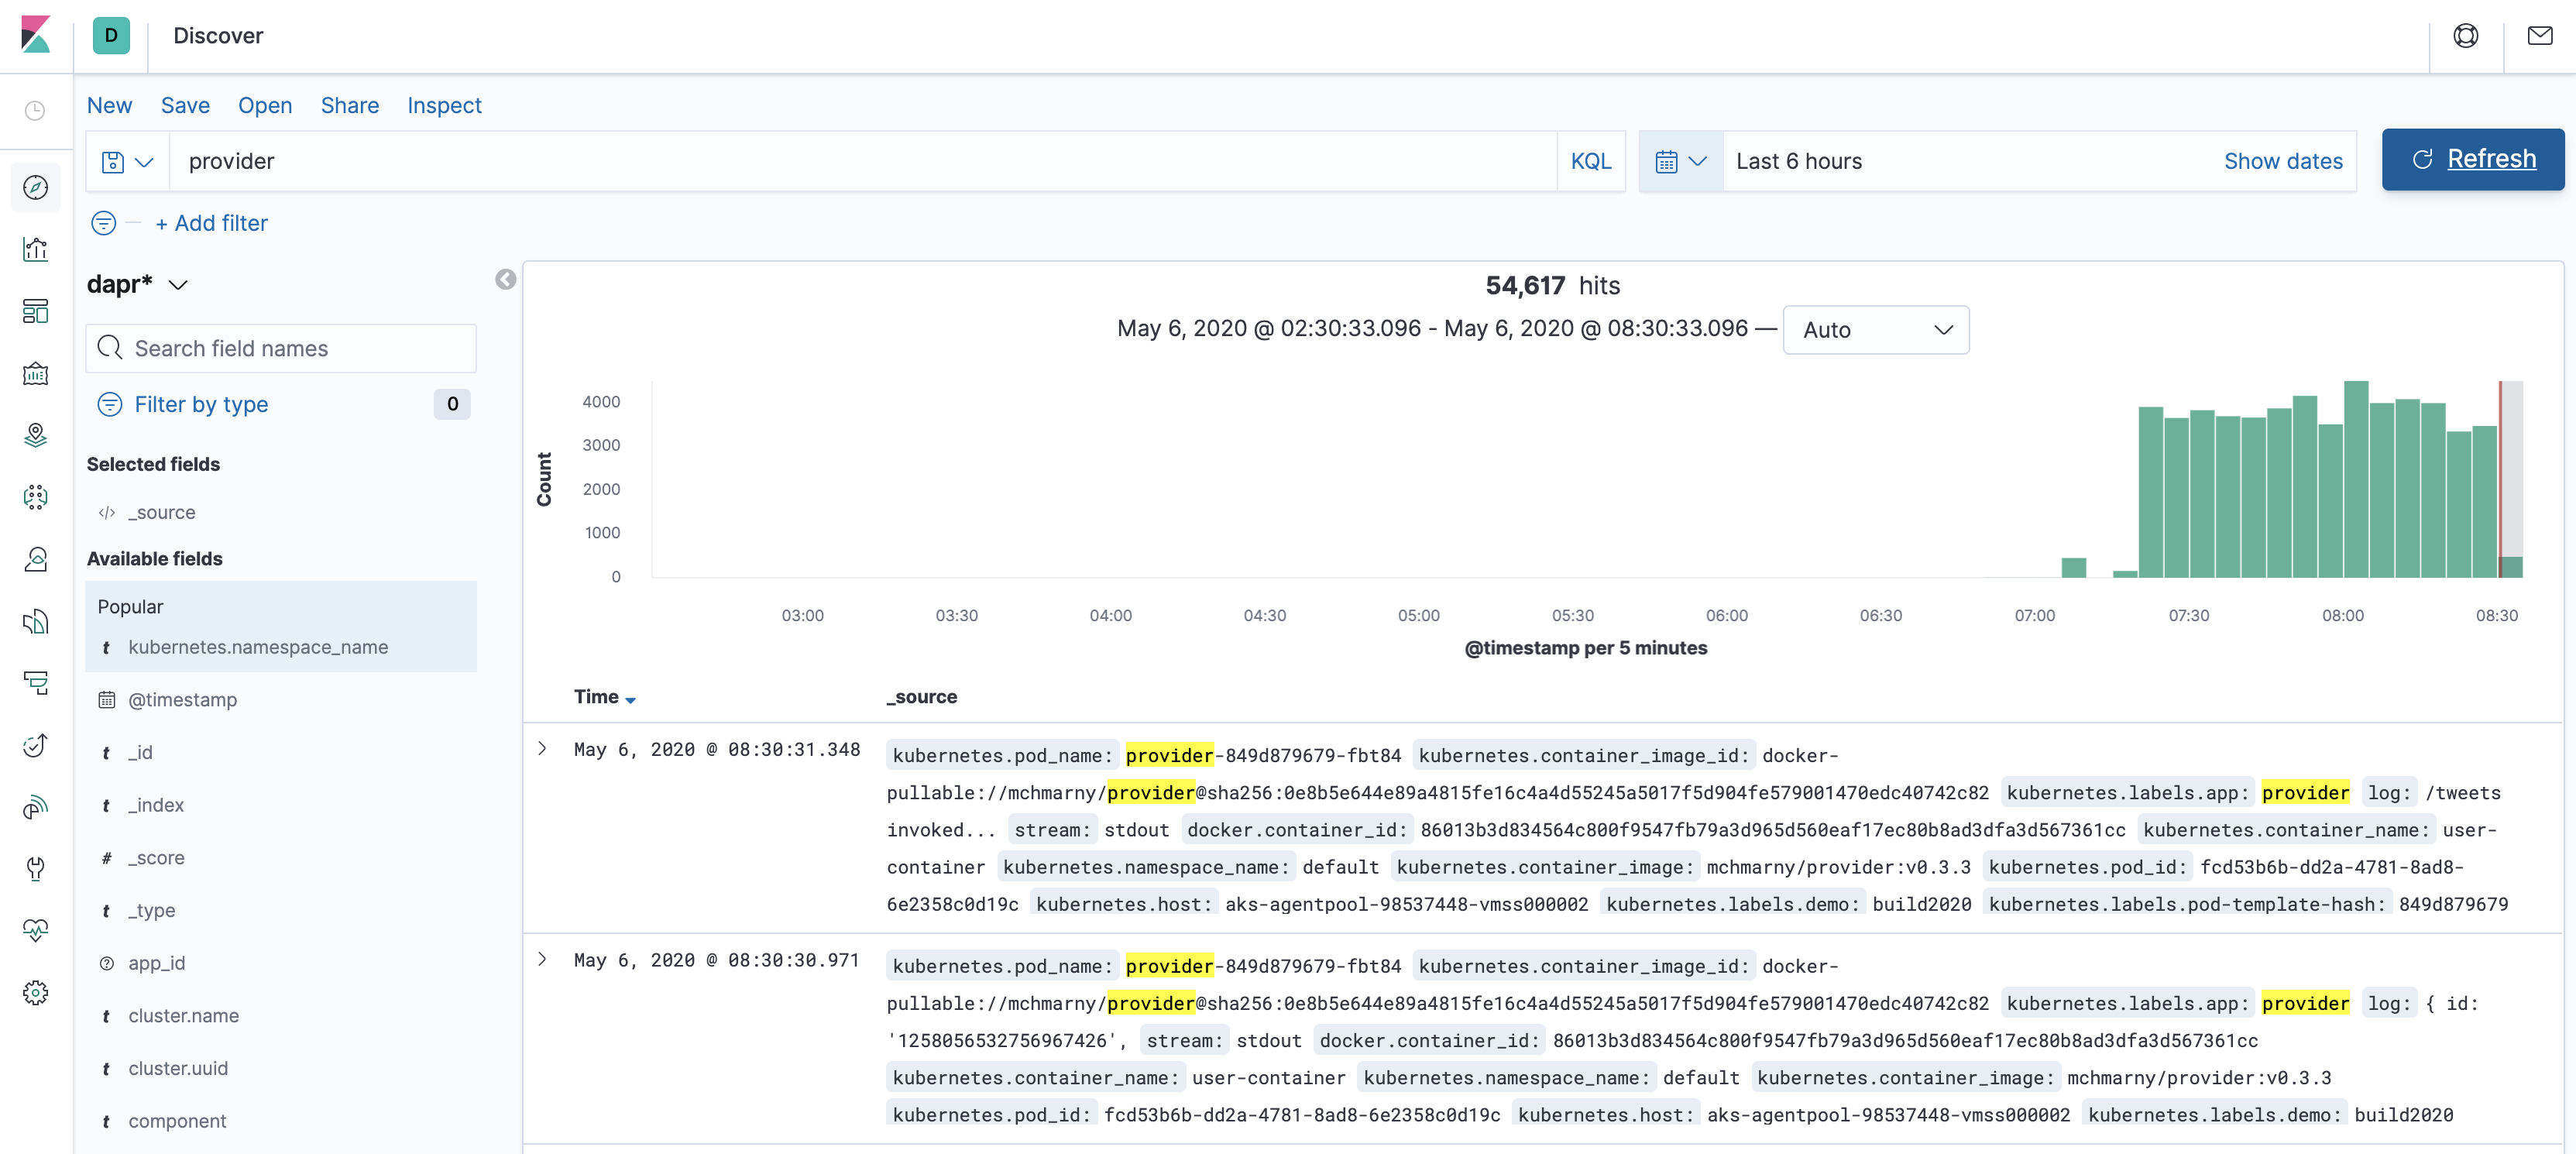 D
Discover
New Save Open Share Inspect
provider
KQL
Last 6 hours
Show dates
Refresh
+ Add filter
dapr*
Search field names
Filter by type
0
Selected fields
_source
Available fields
Popular
t kubernetes.namespace_name
@timestamp
t _id
t _index
# _score
t _type
app_id
t cluster.name
t cluster.uuid
t component
54,617 hits
May 6, 2020 @ 02:30:33.096 - May 6, 2020 @ 08:30:33.096 —
Auto
Count
4000
3000
2000
1000
0
03:00 03:30 04:00 04:30 05:00 05:30 06:00 06:30 07:00 07:30 08:00 08:30
@timestamp per 5 minutes
Time _source
May 6, 2020 @ 08:30:31.348
kubernetes.pod_name: provider-849d879679-fbt84 kubernetes.container_image_id: docker-
pullable://mchmarny/provider@sha256:0e8b5e644e89a4815fe16c4a4d55245a5017f5d904fe579001470edc40742c82 kubernetes.labels.app: provider log: /tweets
invoked... stream: stdout docker.container_id: 86013b3d834564c800f9547fb79a3d965d560eaf17ec80b8ad3dfa3d567361cc kubernetes.container_name: user-
container kubernetes.namespace_name: default kubernetes.container_image: mchmarny/provider:v0.3.3 kubernetes.pod_id: fcd53b6b-dd2a-4781-8ad8-
6e2358c0d19c kubernetes.host: aks-agentpool-98537448-vmss000002 kubernetes.labels.demo: build2020 kubernetes.labels.pod-template-hash: 849d879679
May 6, 2020 @ 08:30:30.971
kubernetes.pod_name: provider-849d879679-fbt84 kubernetes.container_image_id: docker-
pullable://mchmarny/provider@sha256:0e8b5e644e89a4815fe16c4a4d55245a5017f5d904fe579001470edc40742c82 kubernetes.labels.app: provider log: { id:
'1258056532756967426', stream: stdout docker.container_id: 86013b3d834564c800f9547fb79a3d965d560eaf17ec80b8ad3dfa3d567361cc
kubernetes.container_name: user-container kubernetes.namespace_name: default kubernetes.container_image: mchmarny/provider:v0.3.3
kubernetes.pod_id: fcd53b6b-dd2a-4781-8ad8-6e2358c0d19c kubernetes.host: aks-agentpool-98537448-vmss000002 kubernetes.labels.demo: build2020